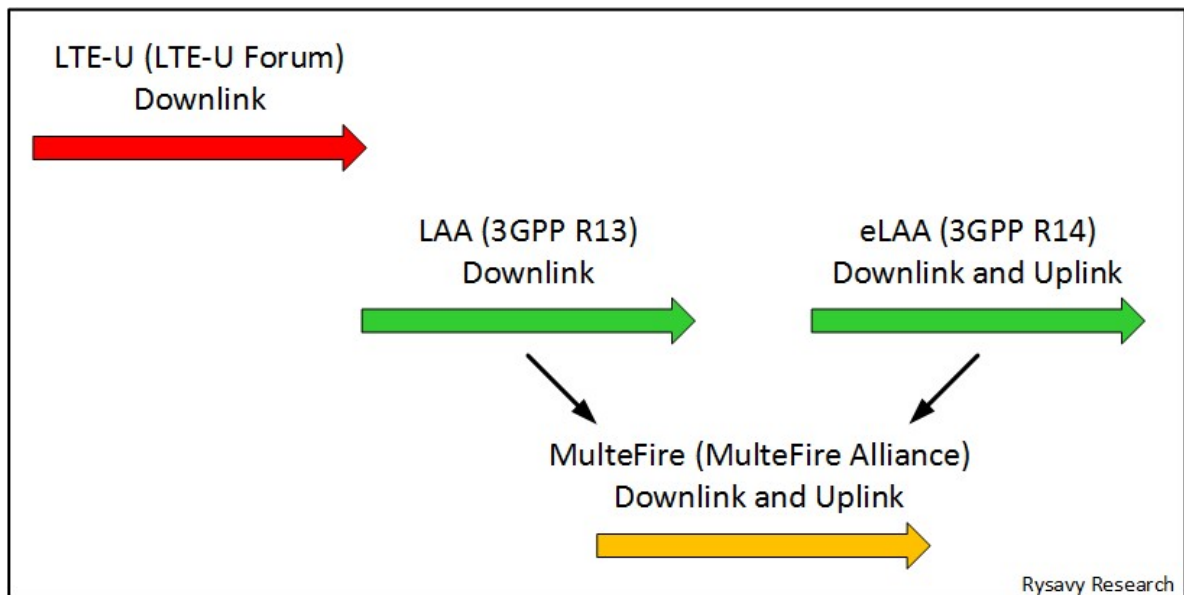 LTE-U (LTE-U Forum)
Downlink
LAA (3GPP R13)
Downlink
eLAA (3GPP R14)
Downlink and Uplink
MulteFire (MulteFire Alliance)
Downlink and Uplink
Rysavy Research